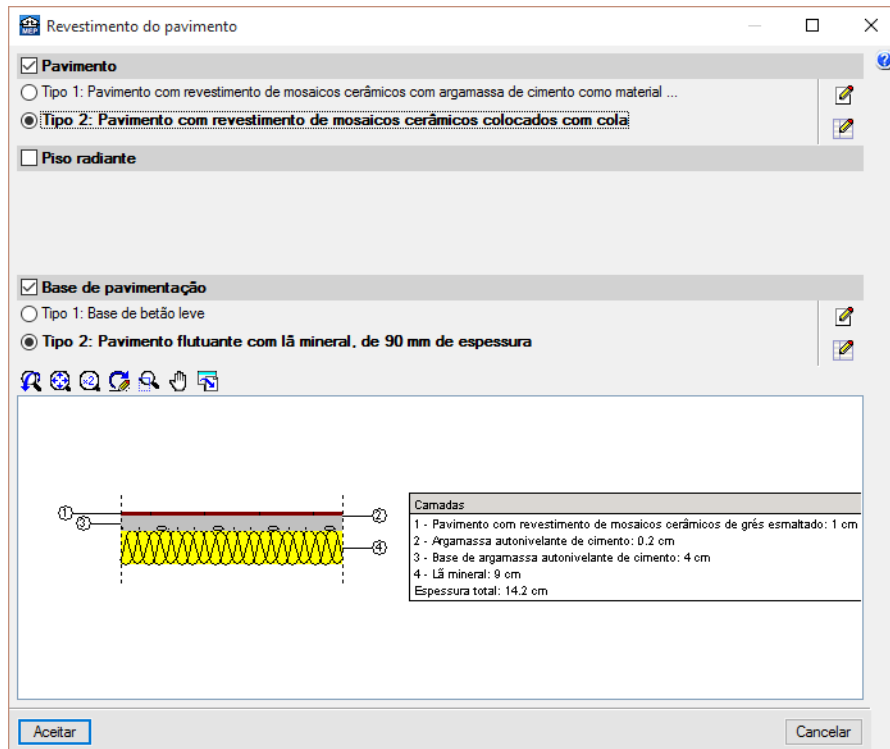 MEP
Revestimento do pavimento
Pavimento
Tipo 1: Pavimento com revestimento de mosaicos cerâmicos com argamassa de cimento como material ...
Tipo 2: Pavimento com revestimento de mosaicos cerâmicos colocados com cola
Piso radiante
Base de pavimentação
Tipo 1: Base de betão leve
Tipo 2: Pavimento flutuante com lã mineral, de 90 mm de espessura
x2
1
3
2
4
Camadas
1 - Pavimento com revestimento de mosaicos cerâmicos de grés esmaltado: 1 cm
2 - Argamassa autonivelante de cimento: 0.2 cm
3 - Base de argamassa autonivelante de cimento: 4 cm
4 - Lã mineral: 9 cm
Espessura total: 14.2 cm
Aceitar
Cancelar